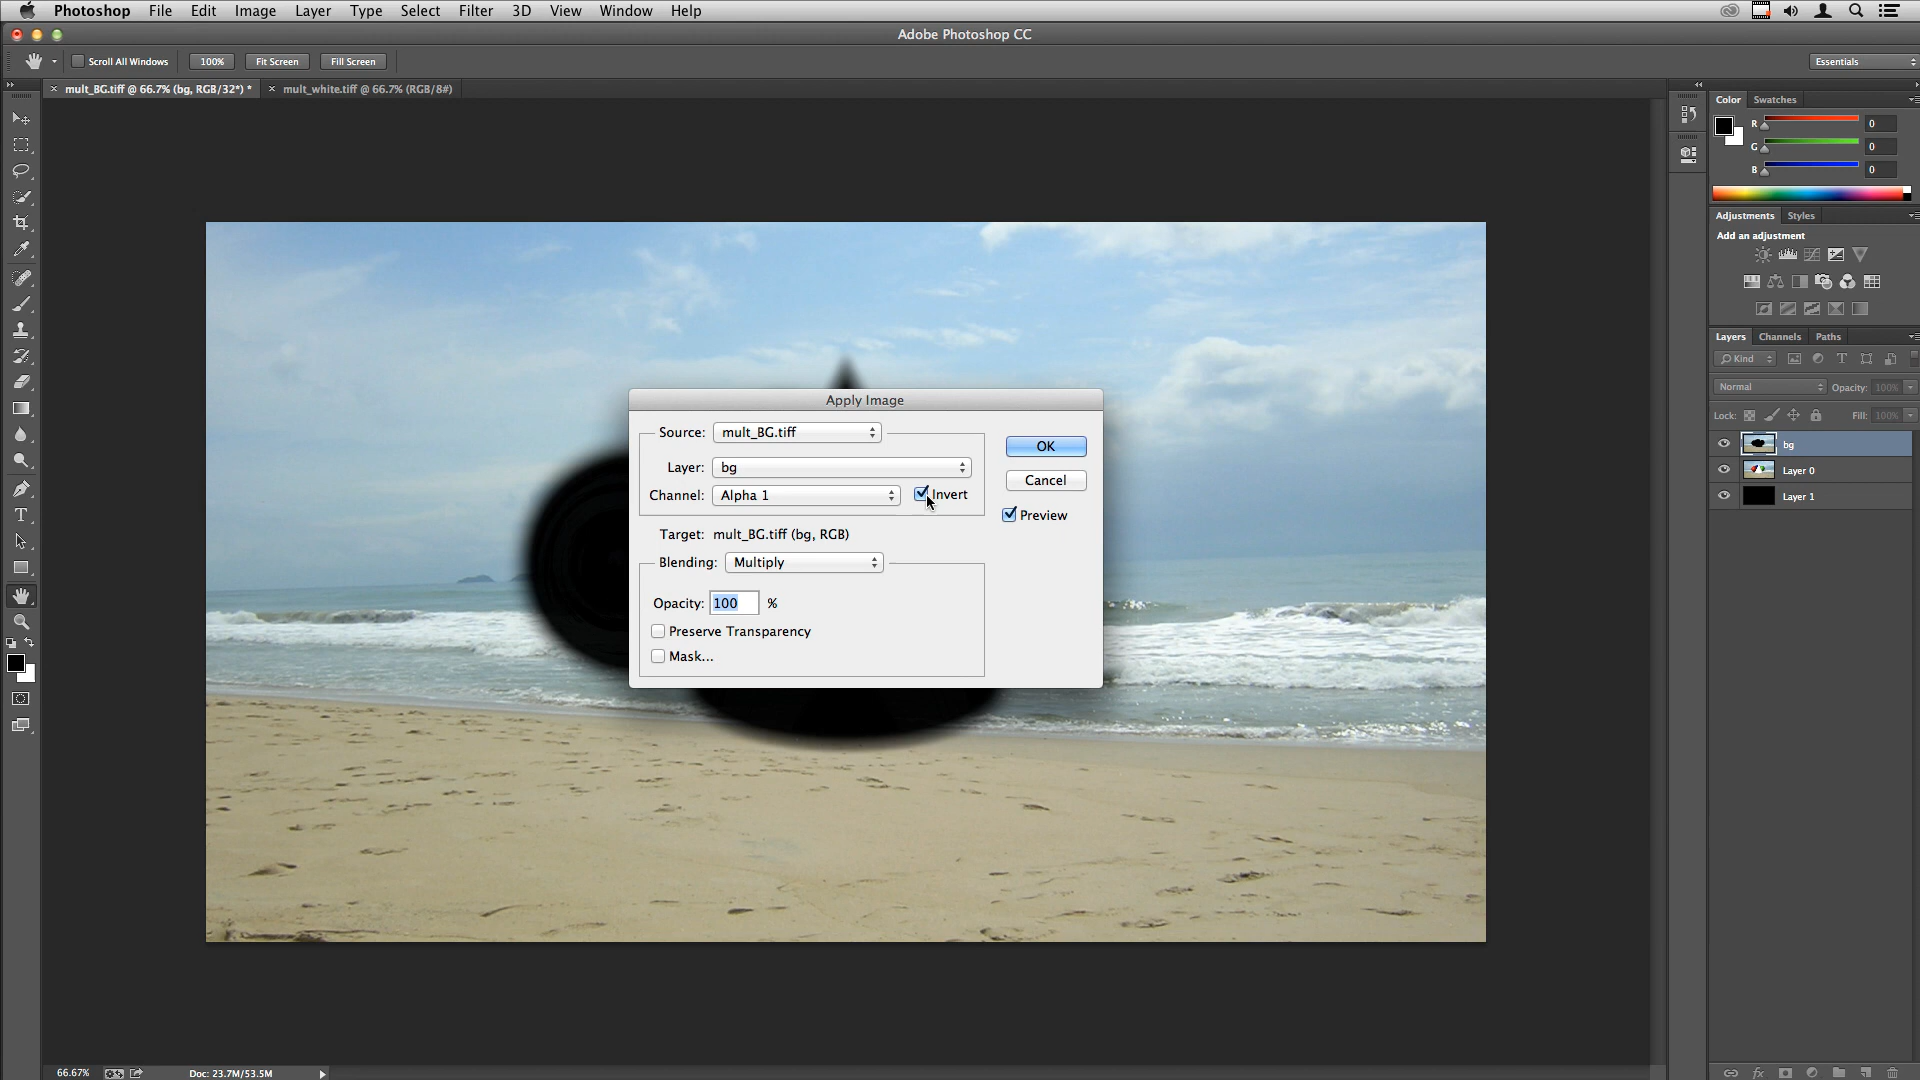 Photoshop File Edit Image Layer Type Select Filter 3D View Window Help
Adobe Photoshop CC
Scroll All Windows 100% Fit Screen Fill Screen Essentials
× mult_BG.tiff @ 66.7% (bg, RGB/32*) * × mult_white.tiff @ 66.7% (RGB/8#)
Color Swatches
R 0
G 0
B 0
Adjustments Styles
Add an adjustment
Layers Channels Paths
Kind
Normal Opacity: 100%
Lock: Fill: 100%
bg
Layer 0
Layer 1
Apply Image
Source: mult_BG.tiff OK
Layer: bg Cancel
Channel: Alpha 1 Invert
Preview
Target: mult_BG.tiff (bg, RGB)
Blending: Multiply
Opacity: 100 %
Preserve Transparency
Mask...
66.67% Doc: 23.7M/53.5M
fx